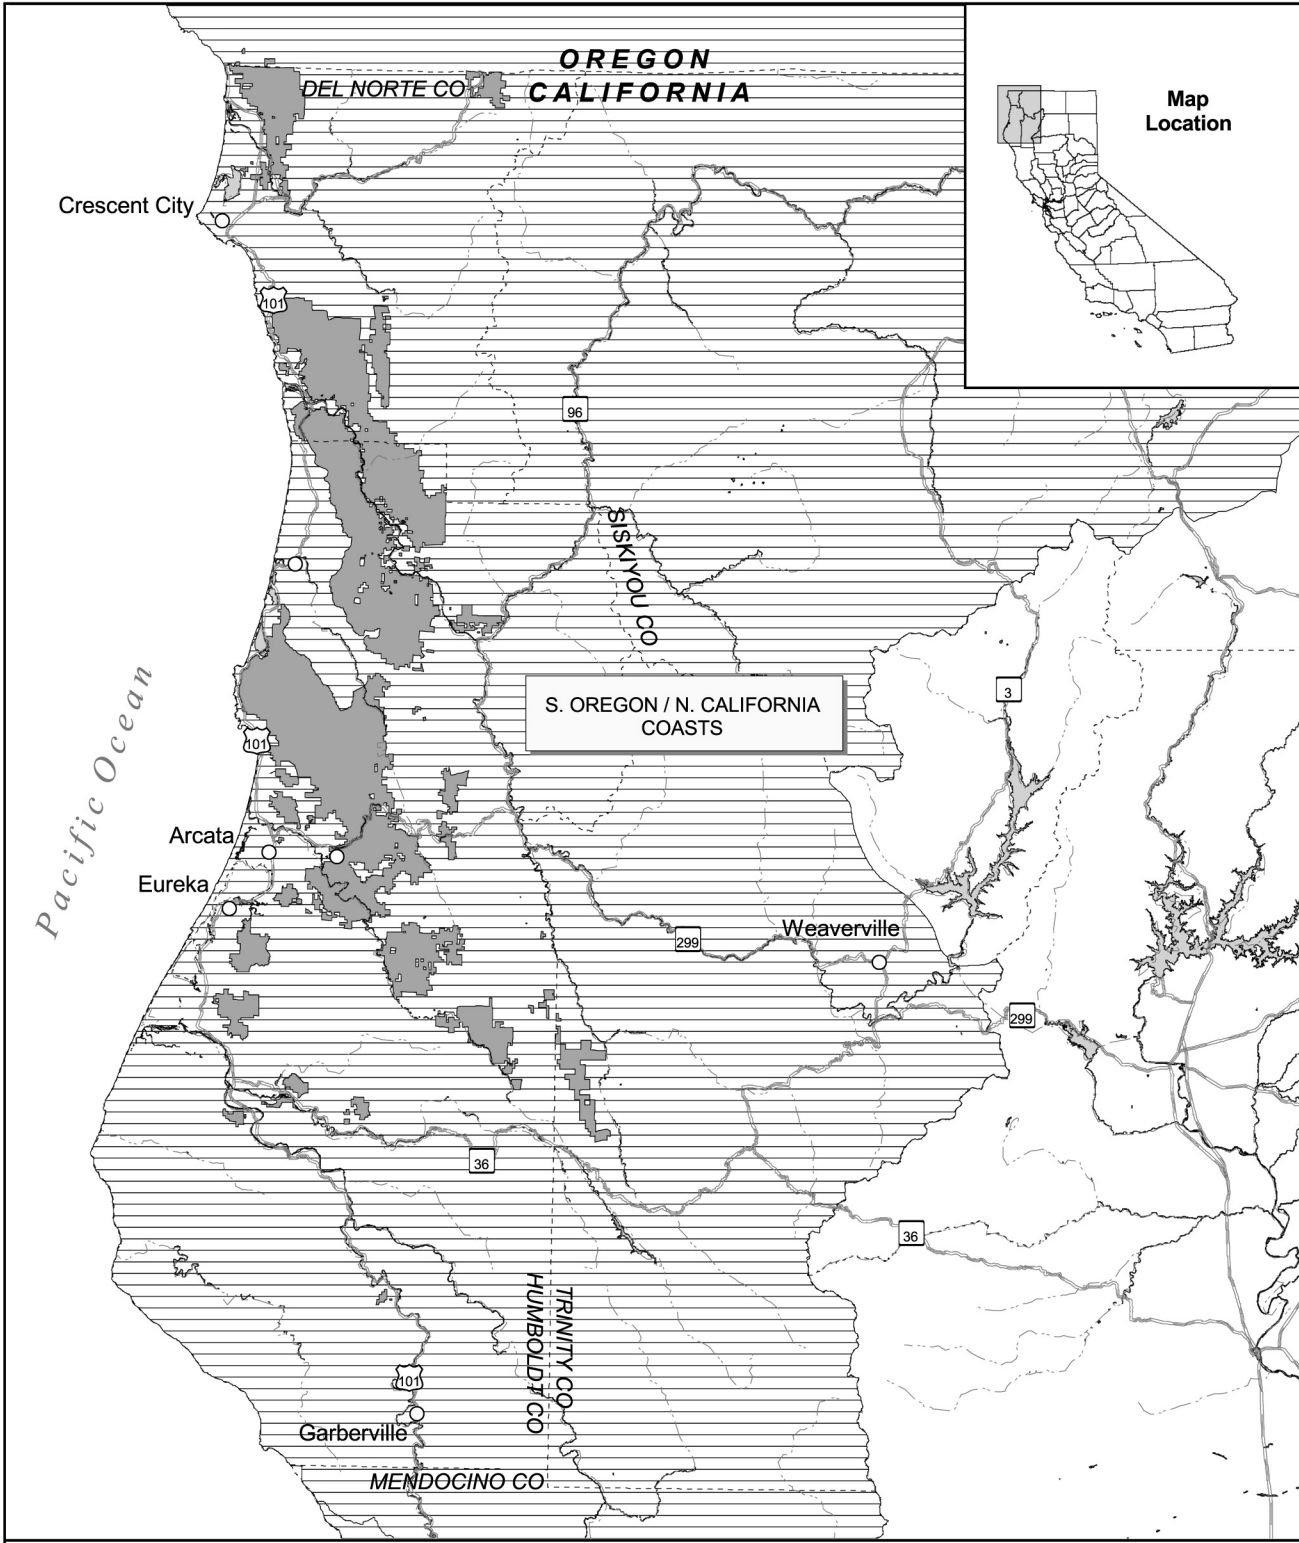 OREGON
DEL NORTE CO
CALIFORNIA
Map
Location
Crescent City
101
96
SISKIYOU CO
3
S. OREGON / N. CALIFORNIA
COASTS
Pacific Ocean
101
Arcata
Eureka
Weaverville
299
299
36
36
TRINITY CO
HUMBOLDT CO
101
Garberville
MENDOCINO CO